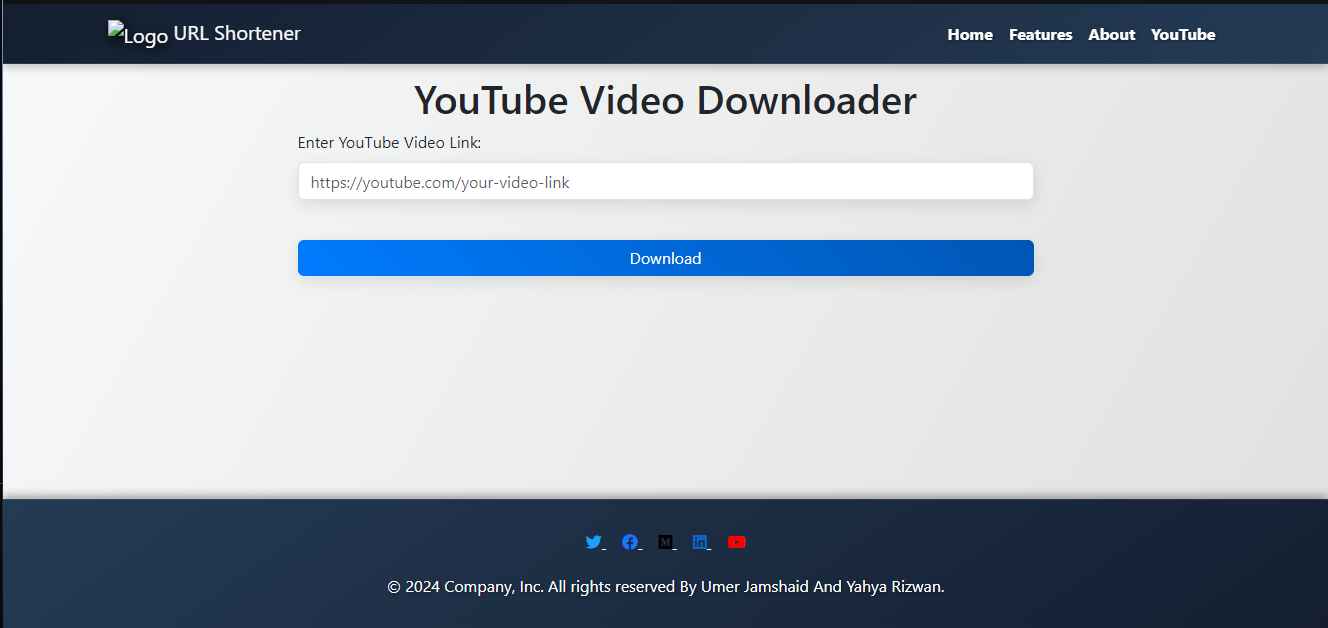 Logo URL Shortener
Home Features About YouTube
YouTube Video Downloader
Enter YouTube Video Link:
https://youtube.com/your-video-link
Download
© 2024 Company, Inc. All rights reserved By Umer Jamshaid And Yahya Rizwan.